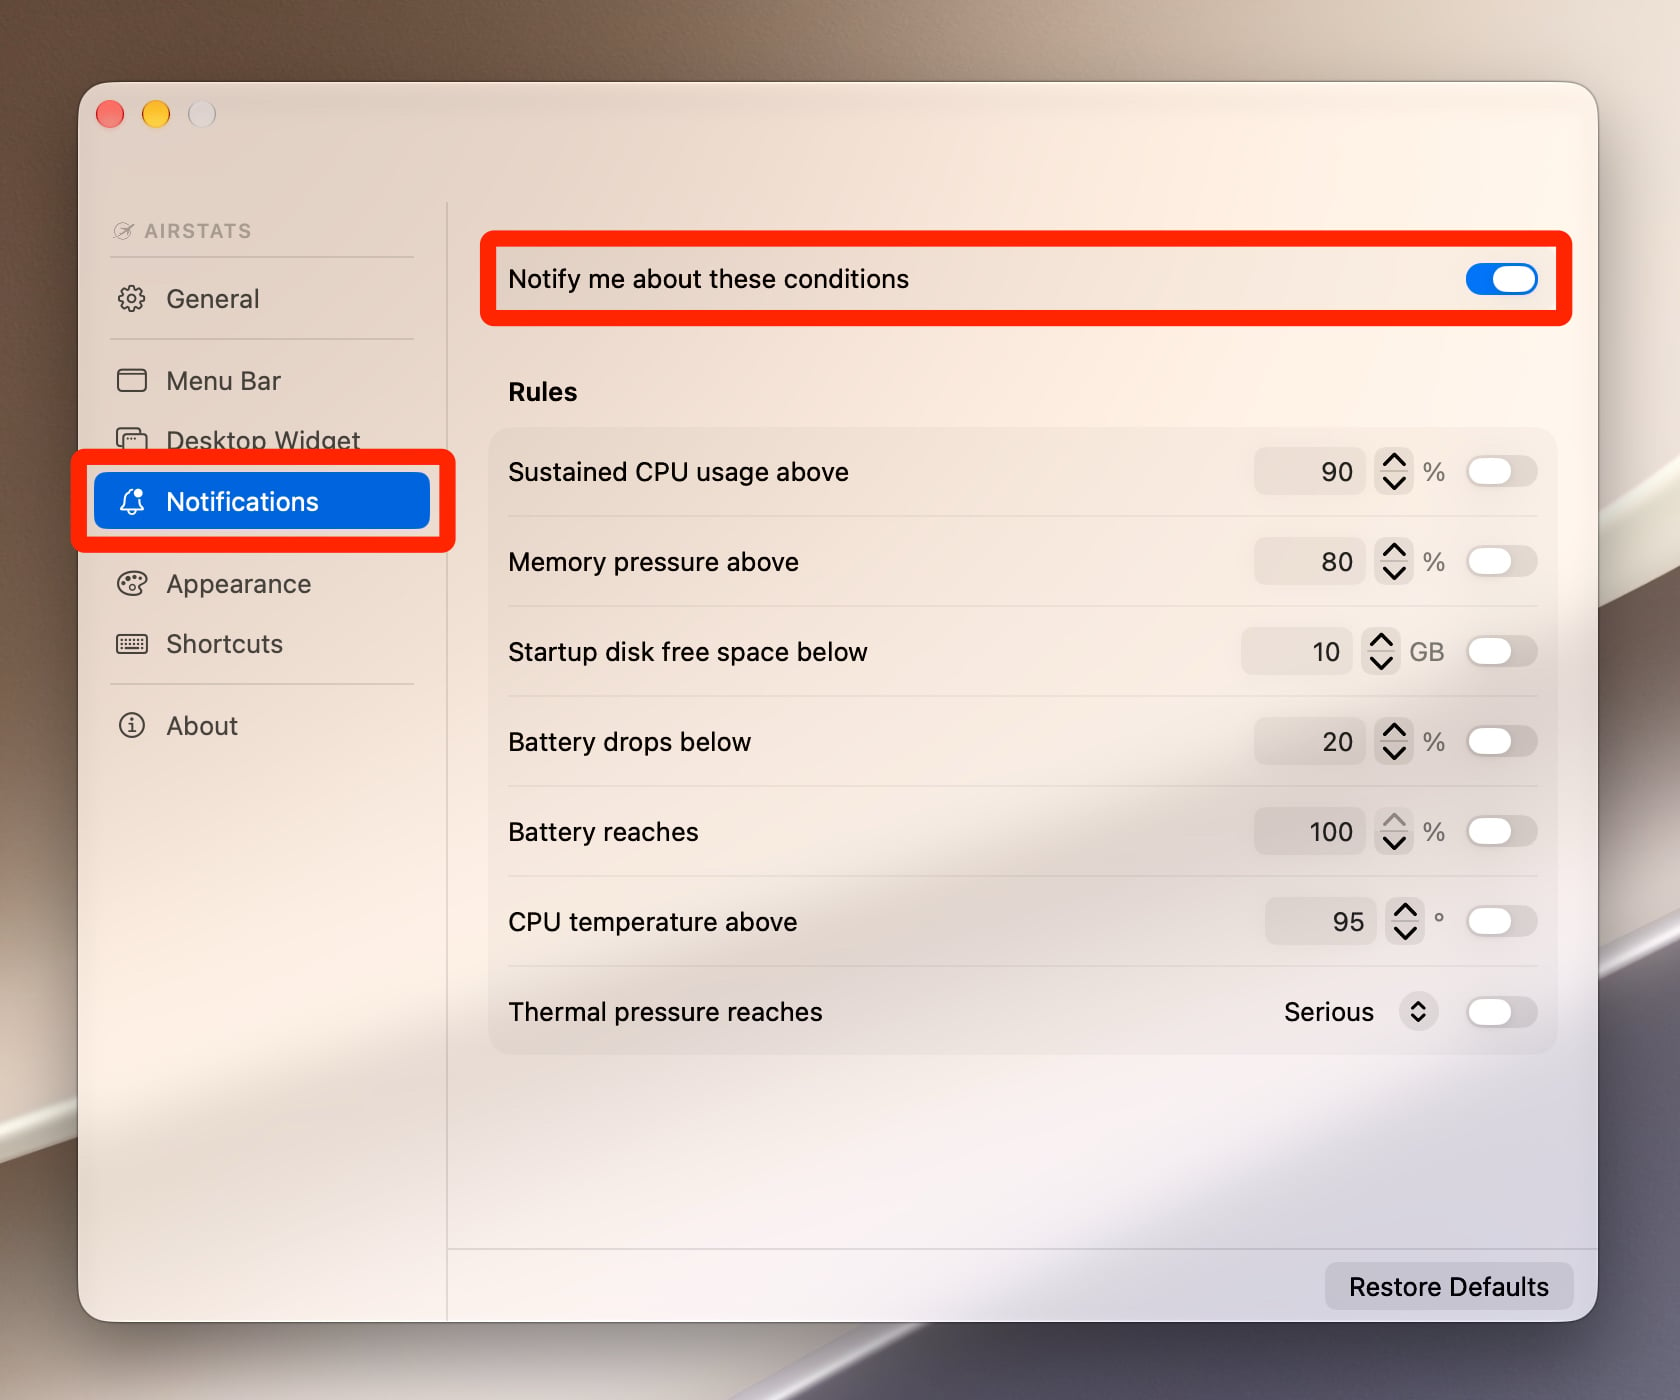 AIRSTATS
General
Menu Bar
Desktop Widget
Notifications
Appearance
Shortcuts
About
Notify me about these conditions
Rules
Sustained CPU usage above 90 %
Memory pressure above 80 %
Startup disk free space below 10 GB
Battery drops below 20 %
Battery reaches 100 %
CPU temperature above 95 °
Thermal pressure reaches Serious
Restore Defaults